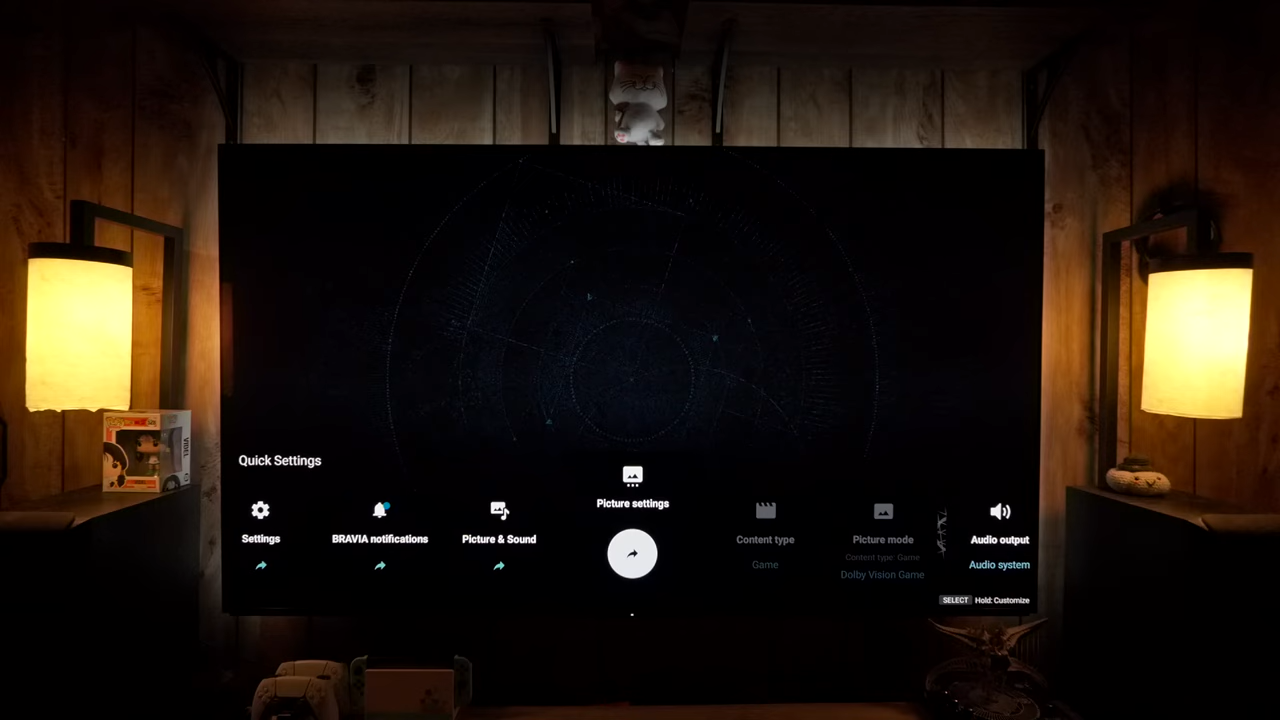 Quick Settings
Picture settings
Settings
BRAVIA notifications
Picture & Sound
Content type
Game
Picture mode
Content type: Game
Dolby Vision Game
Audio output
Audio system
SELECT Hold: Customize
VIDEL